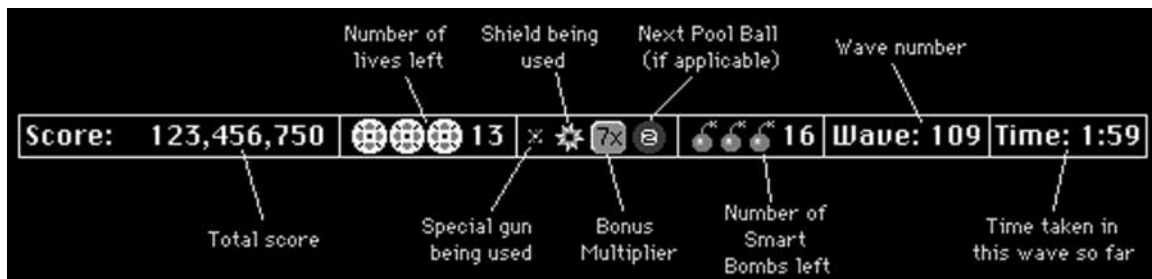 Number of
lives left
Shield being
used
Next Pool Ball
(if applicable)
Wave number
Score: 123,456,750 13 7x 8 16 Wave: 109 Time: 1:59
Total score
Special gun
being used
Bonus
Multiplier
Number of
Smart
Bombs left
Time taken in
this wave so far